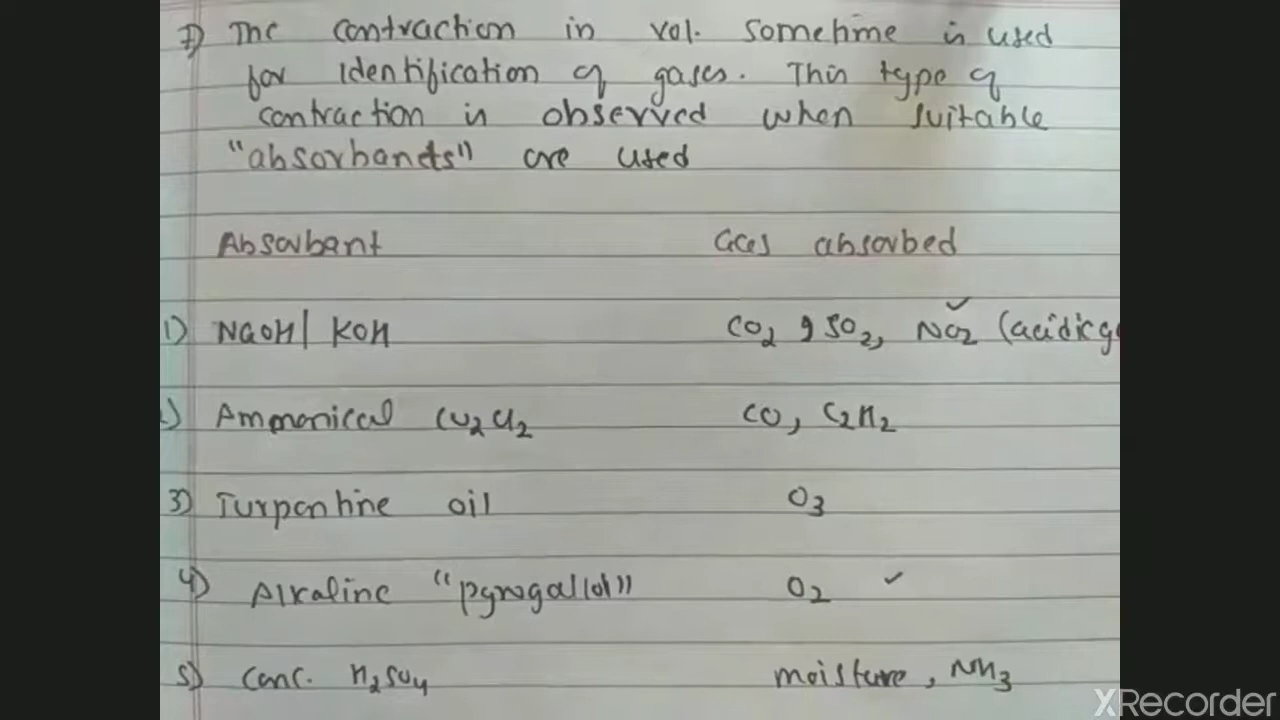 7) The contraction in vol. sometime is used
for identification of gases. This type of
contraction is observed when suitable
"absorbants" are used
Absorbant Gas absorbed
1) NaOH/ KOH CO2, SO2, NO2 (acidic g
2) Ammonical Cu2Cl2 CO, C2H2
3) Turpentine oil O3
4) Alkaline "pyrogallol" O2
5) Conc. H2SO4 moisture, NH3
XRecorder